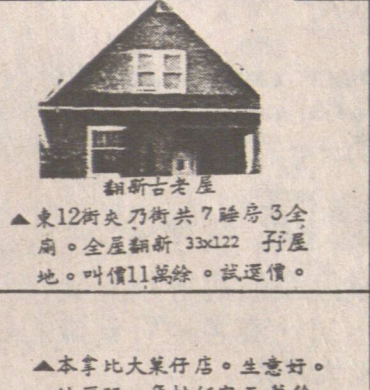 翻新古老屋
▲東12街夾乃街共7睡房3全
廁。全屋翻新 33x122 孖屋
地。叫價11萬餘。試還價。
▲本拿比大菓仔店。生意好。